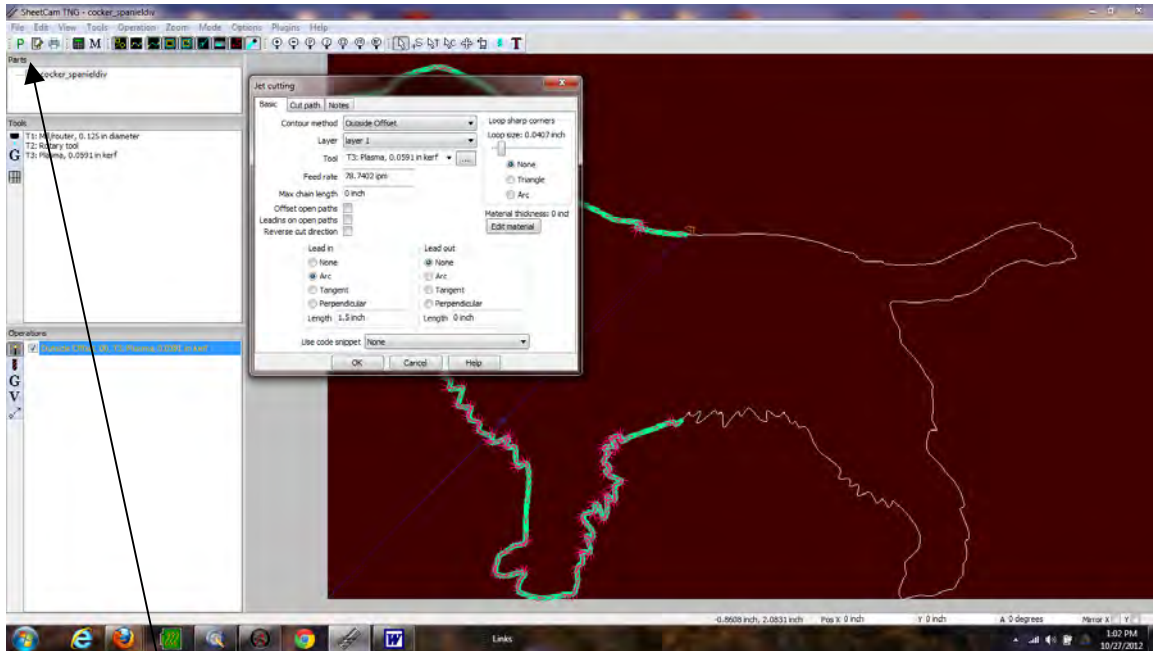 SheetCam TNG - cocker_spanieldiv
File Edit View Tools Operation Zoom Mode Options Plugins Help
P M T
Parts
cocker_spanieldiv
Tools
T1: Mill/router, 0.125 in diameter
T2: Rotary tool
G T3: Plasma, 0.0591 in kerf
Operations
G
V
Jet cutting
Basic Cut path Notes
Contour method Outside Offset
Layer layer 1
Tool T3: Plasma, 0.0591 in kerf ...
Feed rate 78.7402 ipm
Max chain length 0 inch
Offset open paths
Leadins on open paths
Reverse cut direction
Loop sharp corners
Loop size: 0.0407 inch
None
Triangle
Arc
Material thickness: 0 incl
Edit material
Lead in Lead out
None None
Arc Arc
Tangent Tangent
Perpendicular Perpendicular
Length 1.5 inch Length 0 inch
Use code snippet None
OK Cancel Help
-0.8608 inch, 2.0831 inch Pos X 0 inch Y 0 inch A 0 degrees Mirror X Y
Links
1:02 PM
10/27/2012